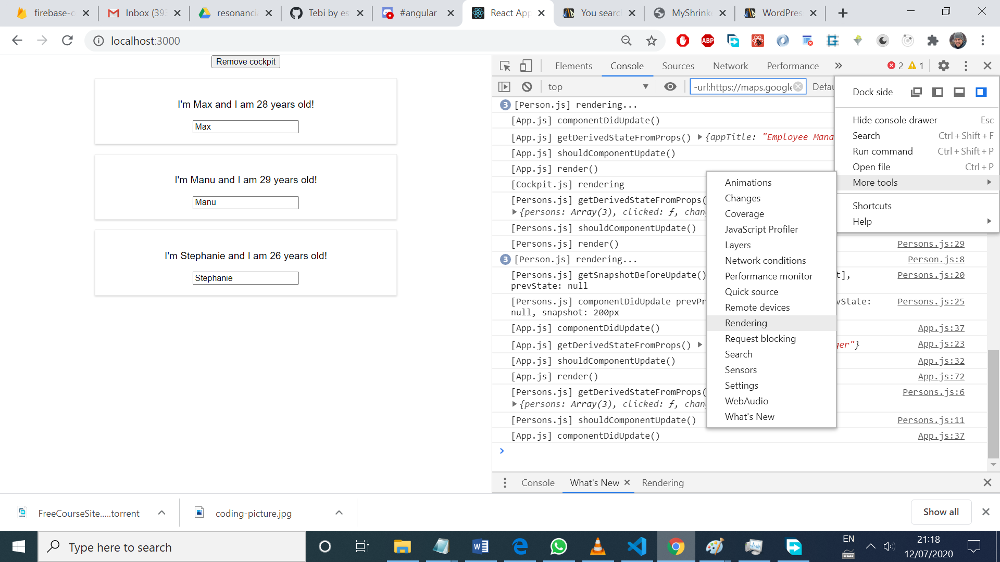 firebase-c
Inbox (393
resonancia
Tebi by es
#angular
React App
You search
MyShrink
WordPres
localhost:3000
ABP
Remove cockpit
I'm Max and I am 28 years old!
Max
I'm Manu and I am 29 years old!
Manu
I'm Stephanie and I am 26 years old!
Stephanie
Elements
Console
Sources
Network
Performance
2
1
top
-url:https://maps.google
Defau
3 [Person.js] rendering...
[App.js] componentDidUpdate()
[App.js] getDerivedStateFromProps() {appTitle: "Employee Mana
[App.js] shouldComponentUpdate()
[App.js] render()
[Cockpit.js] rendering
[Persons.js] getDerivedStateFromProps(
{persons: Array(3), clicked: ƒ, chang
[Persons.js] shouldComponentUpdate()
[Persons.js] render() Persons.js:29
3 [Person.js] rendering... Person.js:8
[Persons.js] getSnapshotBeforeUpdate() t], Persons.js:20
prevState: null
[Persons.js] componentDidUpdate prevPr vState: Persons.js:25
null, snapshot: 200px
[App.js] componentDidUpdate() App.js:37
[App.js] getDerivedStateFromProps() ger"} App.js:23
[App.js] shouldComponentUpdate() App.js:32
[App.js] render() App.js:72
[Persons.js] getDerivedStateFromProps( Persons.js:6
{persons: Array(3), clicked: ƒ, chang
[Persons.js] shouldComponentUpdate() Persons.js:11
[App.js] componentDidUpdate() App.js:37
Dock side
Hide console drawer Esc
Search Ctrl + Shift + F
Run command Ctrl + Shift + P
Open file Ctrl + P
More tools
Shortcuts
Help
Animations
Changes
Coverage
JavaScript Profiler
Layers
Network conditions
Performance monitor
Quick source
Remote devices
Rendering
Request blocking
Search
Sensors
Settings
WebAudio
What's New
Console
What's New
Rendering
FreeCourseSite.....torrent
coding-picture.jpg
Show all
Type here to search
EN
21:18
12/07/2020